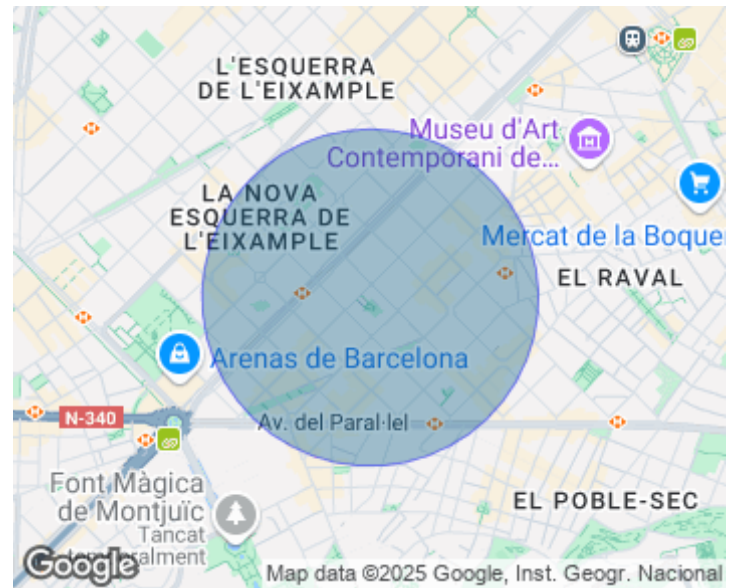 L'ESQUERRA
DE L'EIXAMPLE
Museu d'Art
Contemporani de...
LA NOVA
ESQUERRA DE
L'EIXAMPLE
Mercat de la Boque
EL RAVAL
Arenas de Barcelona
N-340
Av. del Paral·lel
Font Màgica
de Montjuïc
Tancat
EL POBLE-SEC
Google
Map data ©2025 Google, Inst. Geogr. Nacional